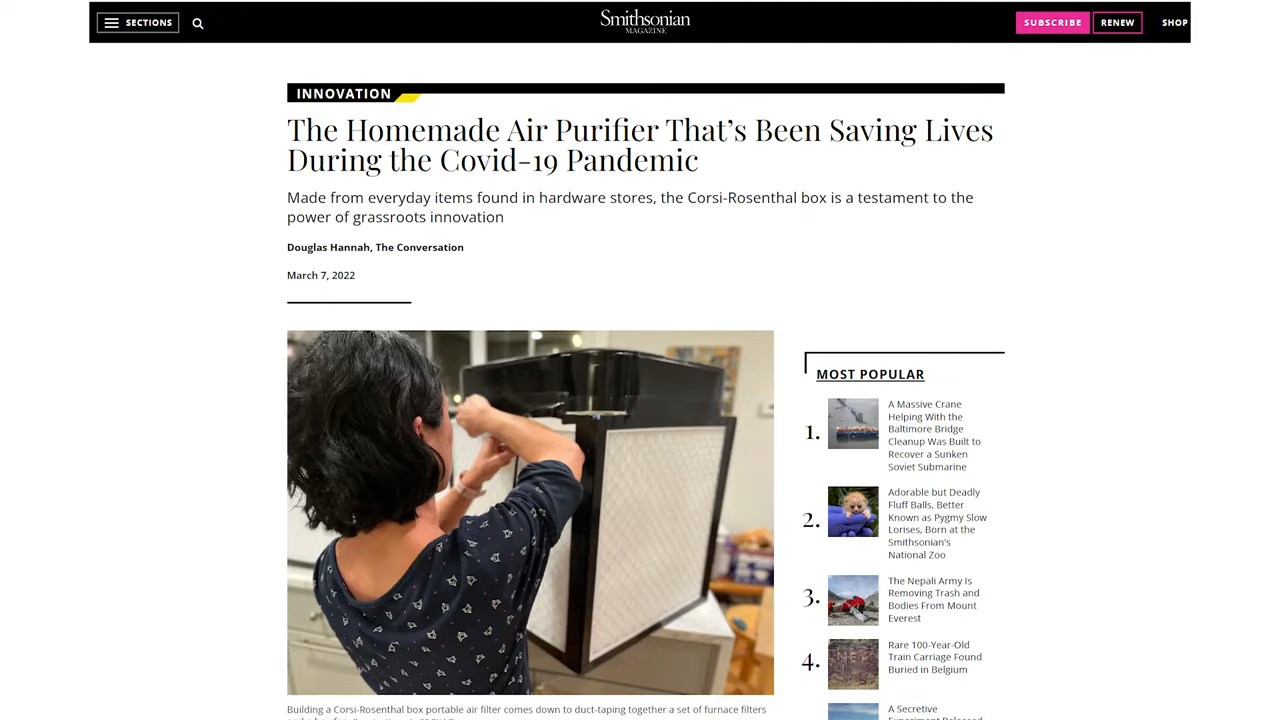 SECTIONS
Smithsonian
MAGAZINE
SUBSCRIBE
RENEW
SHOP
INNOVATION
The Homemade Air Purifier That’s Been Saving Lives
During the Covid-19 Pandemic
Made from everyday items found in hardware stores, the Corsi-Rosenthal box is a testament to the
power of grassroots innovation
Douglas Hannah, The Conversation
March 7, 2022
Building a Corsi-Rosenthal box portable air filter comes down to duct-taping together a set of furnace filters
MOST POPULAR
1.
A Massive Crane
Helping With the
Baltimore Bridge
Cleanup Was Built to
Recover a Sunken
Soviet Submarine
2.
Adorable but Deadly
Fluff Balls, Better
Known as Pygmy Slow
Lorises, Born at the
Smithsonian's
National Zoo
3.
The Nepali Army Is
Removing Trash and
Bodies From Mount
Everest
4.
Rare 100-Year-Old
Train Carriage Found
Buried in Belgium
A Secretive